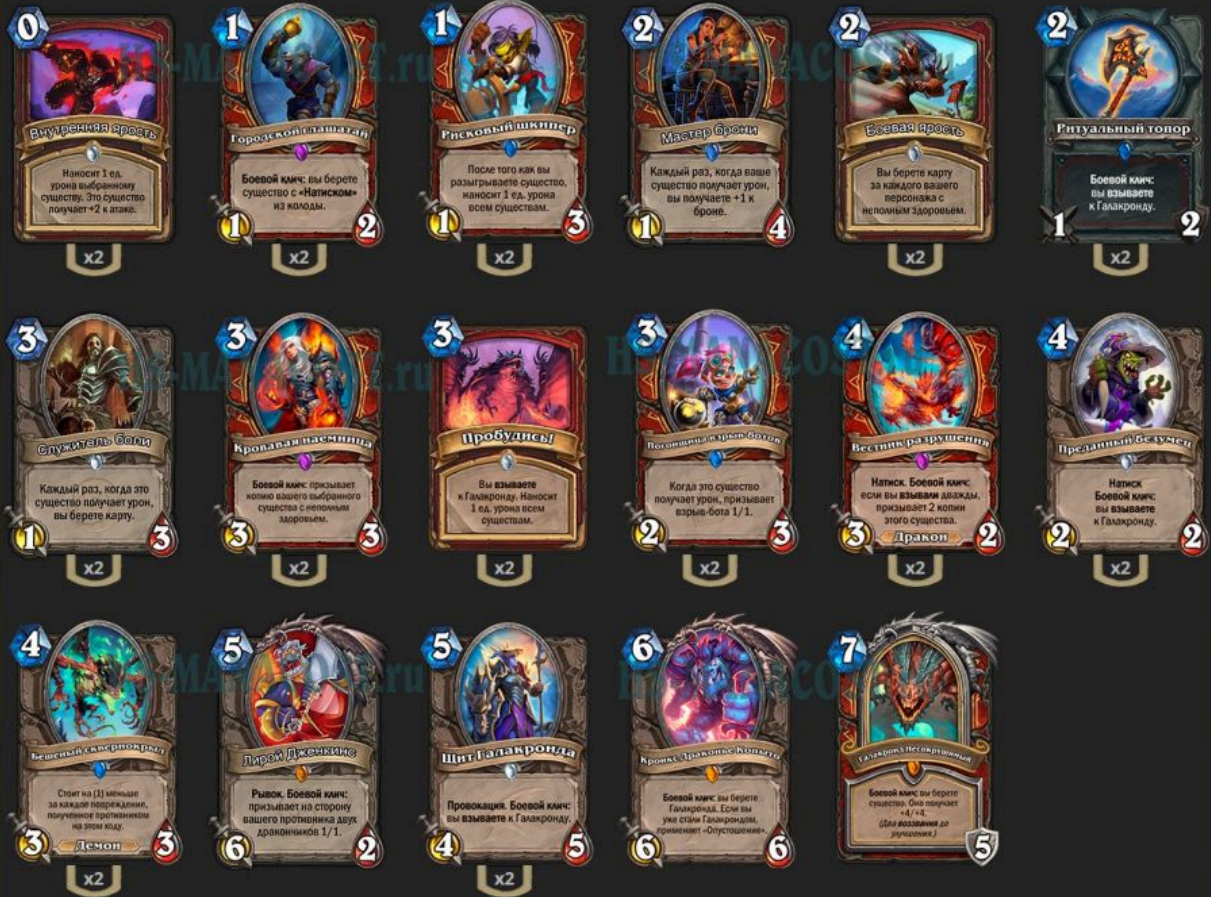 0
Внутренняя ярость
Наносит 1 ед.
урона выбранному
существу. Это существо
получает +2 к атаке.
x2
1
Городской глашатай
Боевой клич: вы берете
существо с «Натиском»
из колоды.
1
2
x2
1
Рисковый шкипер
После того как вы
разыгрываете существо,
наносит 1 ед. урона
всем существам.
1
3
x2
2
Мастер брони
Каждый раз, когда ваше
существо получает урон,
вы получаете +1 к
броне.
1
4
2
Боевая ярость
Вы берете карту
за каждого вашего
персонажа с
неполным здоровьем.
x2
2
Ритуальный топор
Боевой клич:
вы взываете
к Галакронду.
1
2
x2
3
Служитель боли
Каждый раз, когда это
существо получает урон,
вы берете карту.
1
3
x2
3
Кровавая наемница
Боевой клич: призывает
копию вашего выбранного
существа с неполным
здоровьем.
3
3
x2
3
Пробудись!
Вы взываете
к Галакронду. Наносит
1 ед. урона всем
существам.
x2
3
Погонщица взрыв-ботов
Когда это существо
получает урон, призывает
взрыв-бота 1/1.
2
3
x2
4
Вестник разрушения
Натиск. Боевой клич:
если вы взывали дважды,
призывает 2 копии
этого существа.
3
Дракон
2
x2
4
Преданный безумец
Натиск
Боевой клич:
вы взываете
к Галакронду.
2
2
x2
4
Бешеный сквернокрыл
Стоит на (1) меньше
за каждое повреждение,
полученное противником
на этом ходу.
3
Демон
3
x2
5
Лирой Дженкинс
Рывок. Боевой клич:
призывает на сторону
вашего противника двух
дракончиков 1/1.
6
2
5
Щит Галакронда
Провокация. Боевой клич:
вы взываете к Галакронду.
4
5
x2
6
Кронкс Драконье Копыто
Боевой клич: вы берете
Галакронда. Если вы
уже стали Галакрондом,
применяет «Опустошение».
6
6
7
Галакронд Несокрушимый
Боевой клич: вы берете
существо. Оно получает
+4/+4.
(Два воззвания до
улучшения.)
5